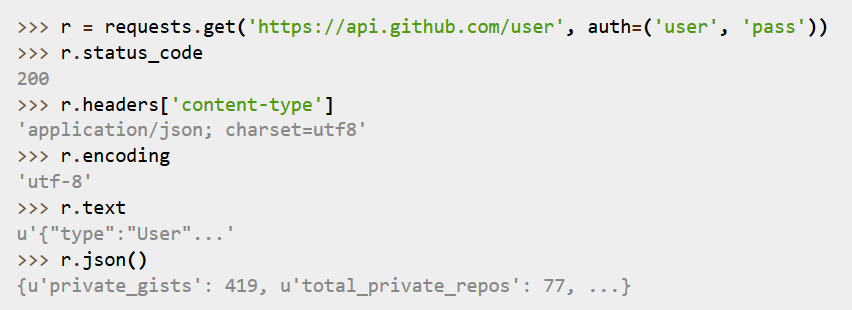 >>> r = requests.get('https://api.github.com/user', auth=('user', 'pass'))
>>> r.status_code
200
>>> r.headers['content-type']
'application/json; charset=utf8'
>>> r.encoding
'utf-8'
>>> r.text
u'{"type":"User"...'
>>> r.json()
{u'private_gists': 419, u'total_private_repos': 77, ...}